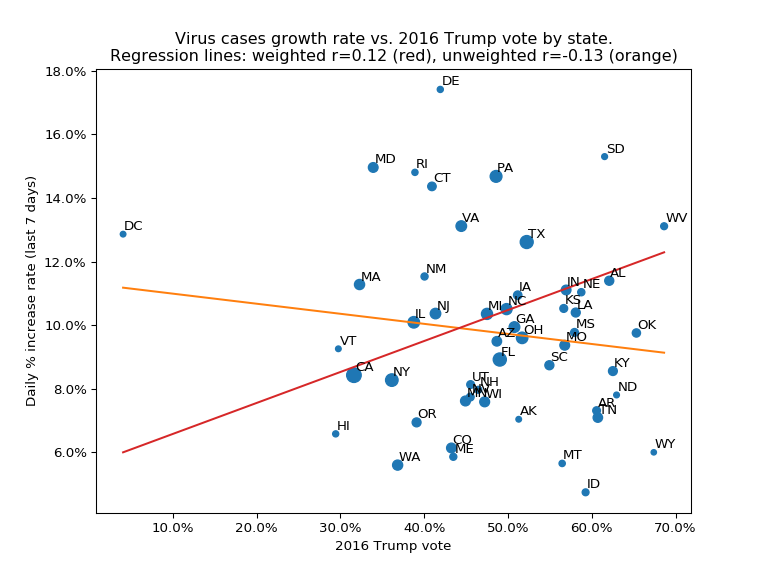 Virus cases growth rate vs. 2016 Trump vote by state.
Regression lines: weighted r=0.12 (red), unweighted r=-0.13 (orange)
18.0%
DE
16.0%
SD
MD
RI
PA
CT
14.0%
VA
WV
DC
TX
12.0%
NM
MA
AL
IN
NE
IA
KS
LA
NC
MI
NJ
IL
10.0%
GA
MS
OK
OH
AZ
MO
VT
FL
SC
CA
NY
KY
8.0%
UT
NH
NV
MN
WI
ND
AR
TN
OR
AK
HI
6.0%
CO
ME
WY
WA
MT
ID
Daily % increase rate (last 7 days)
10.0% 20.0% 30.0% 40.0% 50.0% 60.0% 70.0%
2016 Trump vote